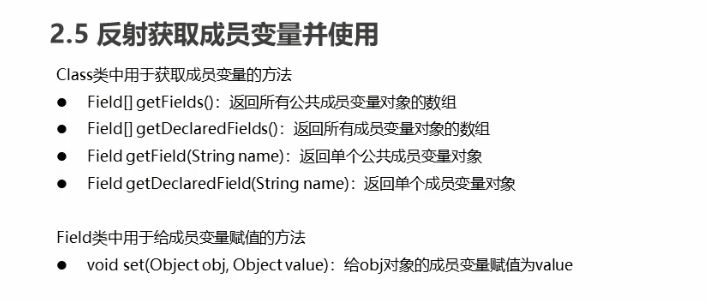 2.5 反射获取成员变量并使用
Class类中用于获取成员变量的方法
● Field[] getFields()：返回所有公共成员变量对象的数组
● Field[] getDeclaredFields()：返回所有成员变量对象的数组
● Field getField(String name)：返回单个公共成员变量对象
● Field getDeclaredField(String name)：返回单个成员变量对象
Field类中用于给成员变量赋值的方法
● void set(Object obj, Object value)：给obj对象的成员变量赋值为value